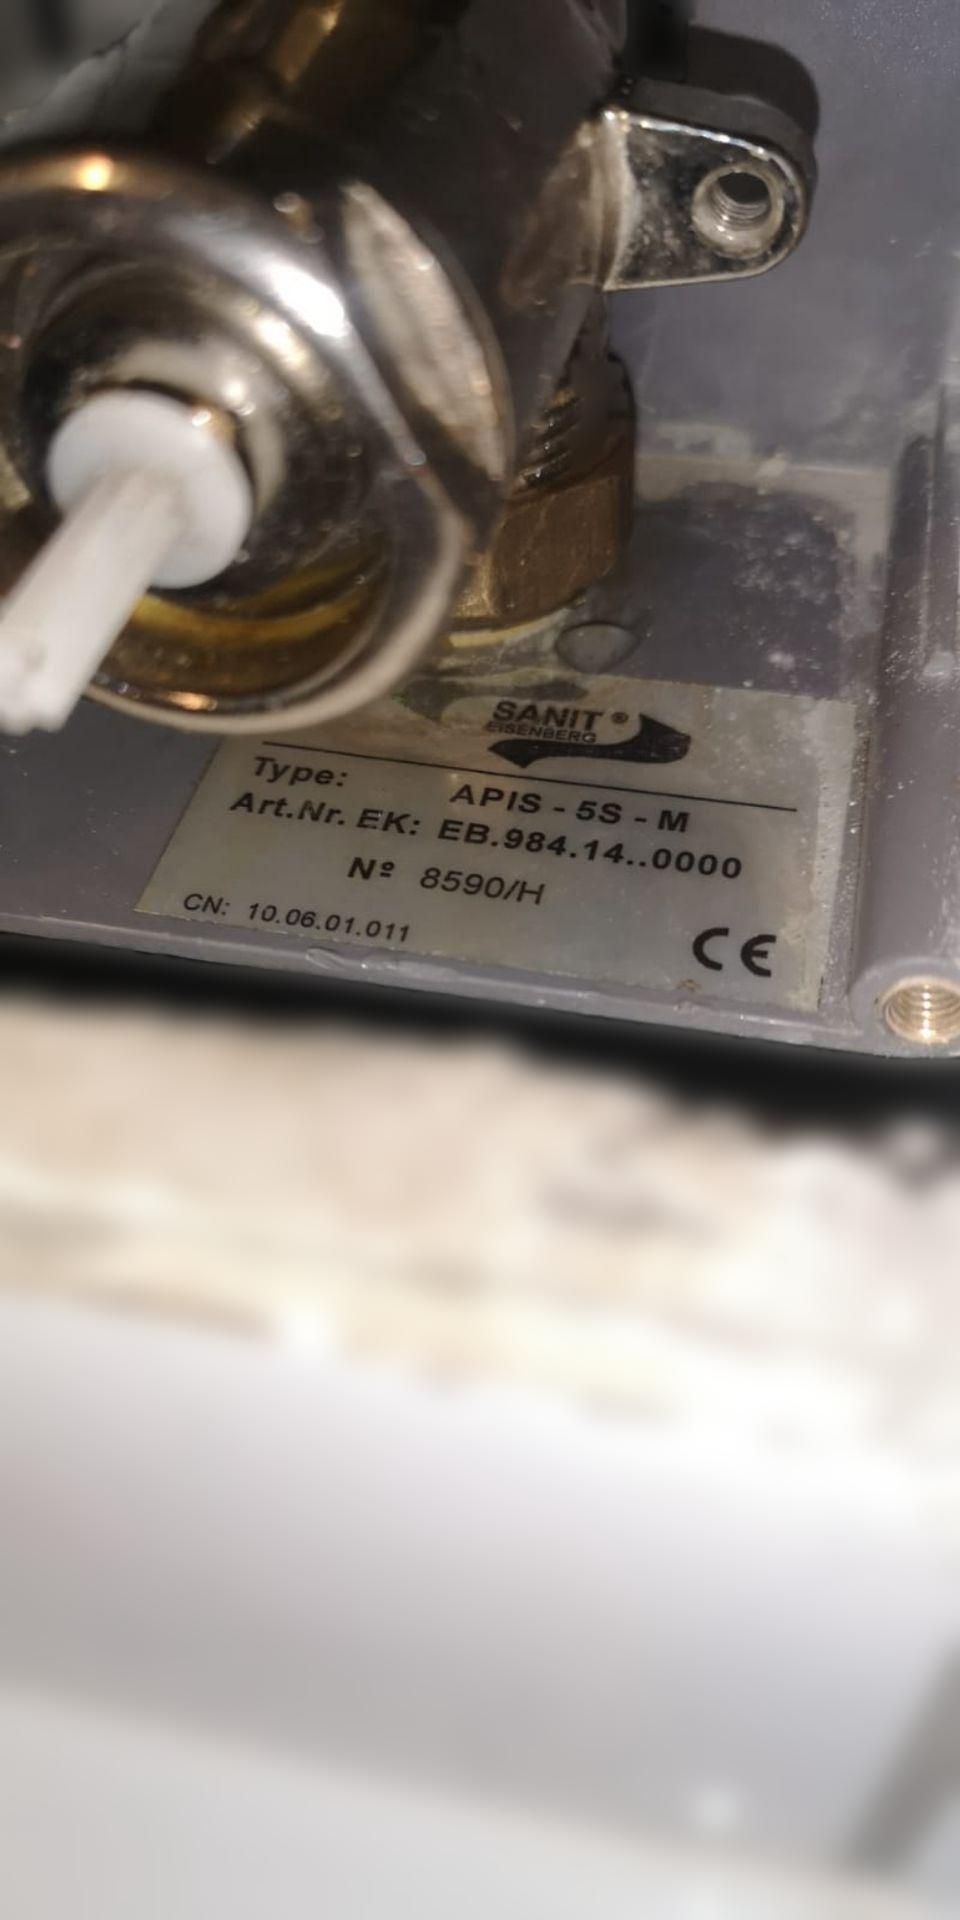 SANIT ®
EISENBERG
Type: APIS - 5S - M
Art.Nr. EK: EB.984.14..0000
Nº 8590/H
CN: 10.06.01.011
CE